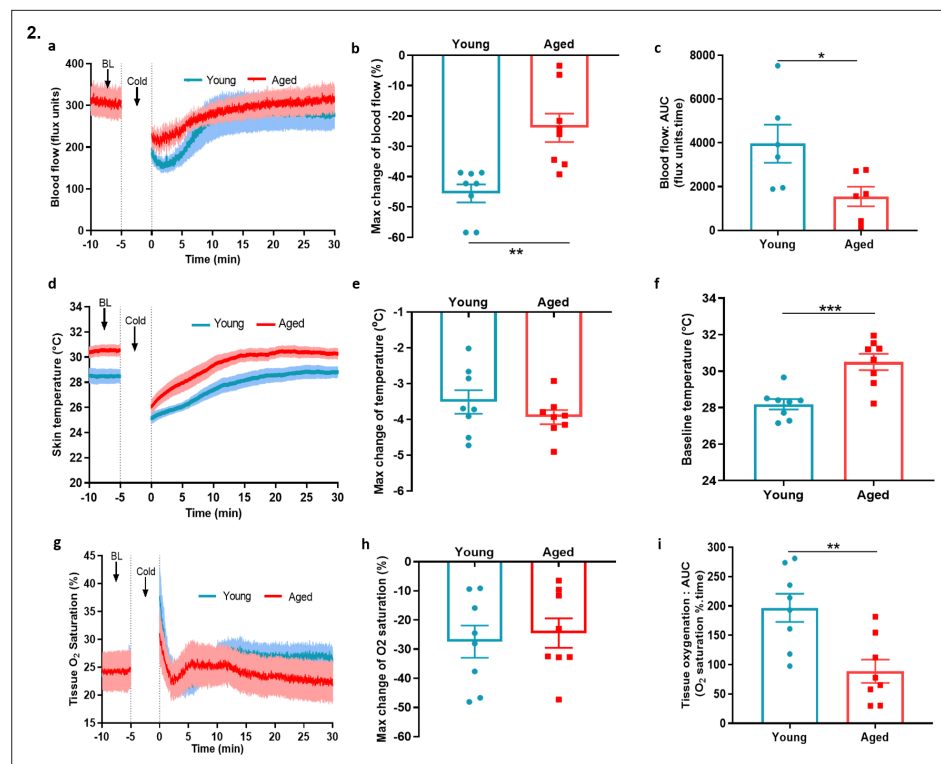 2.
a
BL
Cold
Young
Aged
Blood flow (flux units)
400
300
200
100
0
-10
-5
0
5
10
15
20
25
30
Time (min)
b
Young
Aged
Max change of blood flow (%)
0
-10
-20
-30
-40
-50
-60
**
c
Blood flow: AUC
(flux units.time)
8000
6000
4000
2000
0
*
Young
Aged
d
BL
Cold
Young
Aged
Skin temperature (°C)
34
32
30
28
26
24
22
20
-10
-5
0
5
10
15
20
25
30
Time (min)
e
Young
Aged
Max change of temperature (°C)
-1
-2
-3
-4
-5
-6
f
Baseline temperature (°C)
34
32
30
28
26
24
***
Young
Aged
g
BL
Cold
Young
Aged
Tissue O₂ Saturation (%)
45
40
35
30
25
20
15
-10
-5
0
5
10
15
20
25
30
Time (min)
h
Young
Aged
Max change of O2 saturation (%)
0
-10
-20
-30
-40
-50
-60
i
Tissue oxygenation : AUC
(O₂ saturation %.time)
300
250
200
150
100
50
0
**
Young
Aged